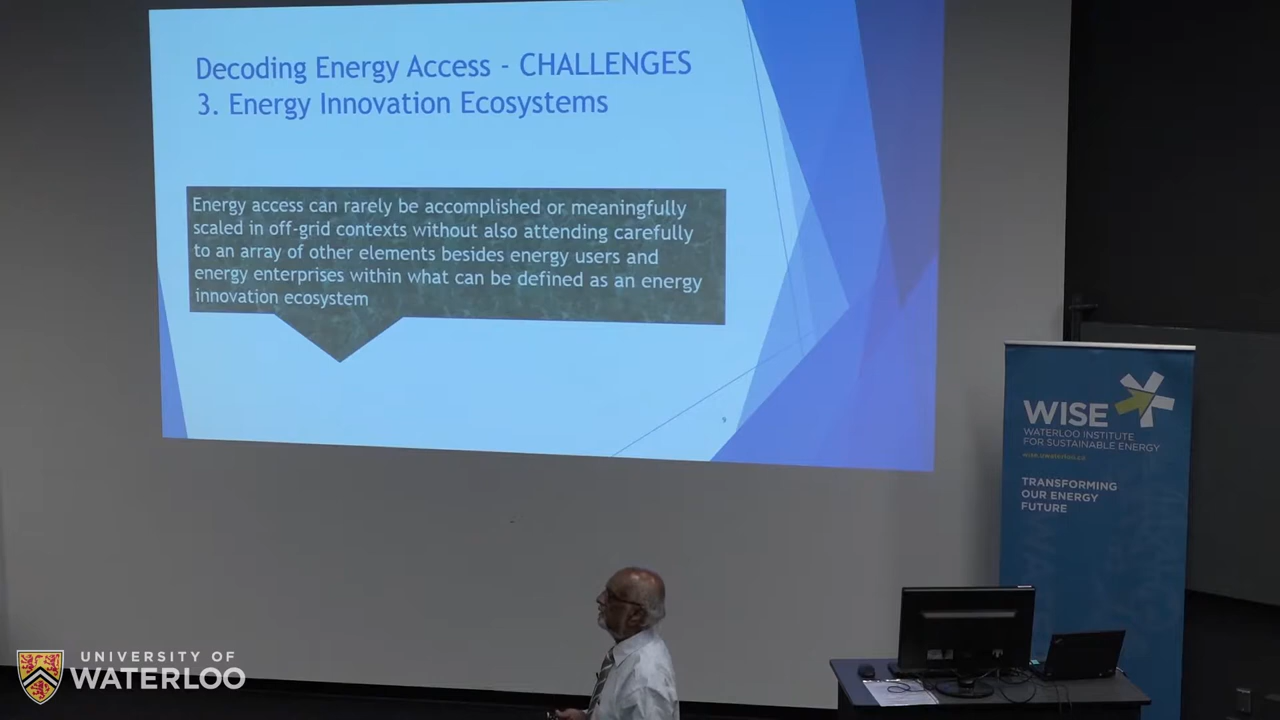 Decoding Energy Access - CHALLENGES
3. Energy Innovation Ecosystems
Energy access can rarely be accomplished or meaningfully
scaled in off-grid contexts without also attending carefully
to an array of other elements besides energy users and
energy enterprises within what can be defined as an energy
innovation ecosystem
WISE
WATERLOO INSTITUTE
FOR SUSTAINABLE ENERGY
wise.uwaterloo.ca
TRANSFORMING
OUR ENERGY
FUTURE
UNIVERSITY OF
WATERLOO